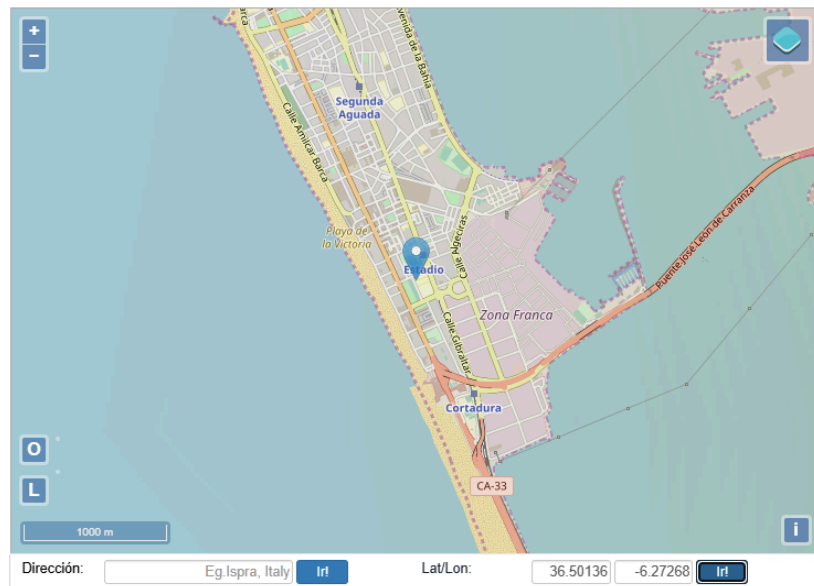 +
−
Avenida de la Bahía
Segunda
Aguada
Calle Amílcar Barca
Playa de
la Victoria
Calle Algeciras
Estadio
Puente José León de Carranza
Zona Franca
Calle Gibraltar
Cortadura
O
L
CA-33
1000 m
i
Dirección: Eg.Ispra, Italy Ir! Lat/Lon: 36.50136 -6.27268 Ir!